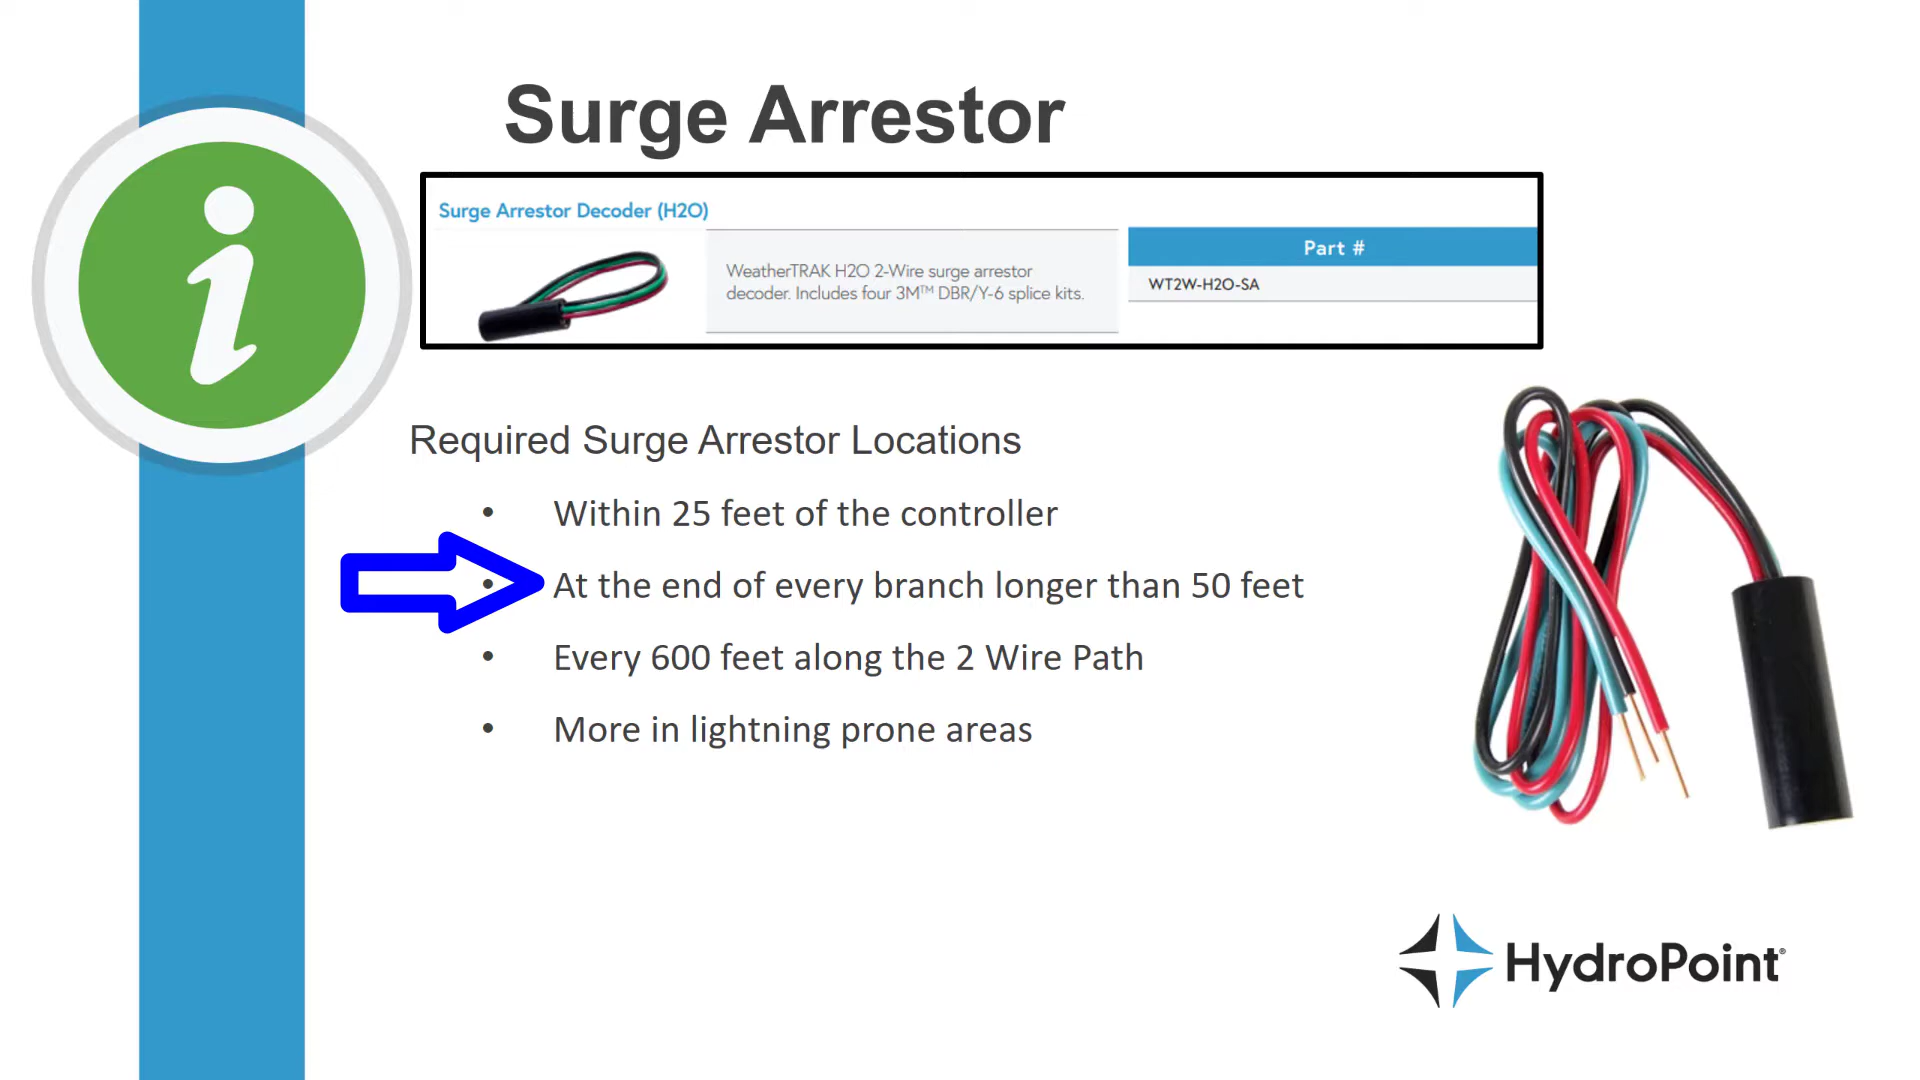 Surge Arrestor
Surge Arrestor Decoder (H2O)
WeatherTRAK H2O 2-Wire surge arrestor
decoder. Includes four 3M™ DBR/Y-6 splice kits.
Part #
WT2W-H2O-SA
Required Surge Arrestor Locations
• Within 25 feet of the controller
• At the end of every branch longer than 50 feet
• Every 600 feet along the 2 Wire Path
• More in lightning prone areas
HydroPoint®